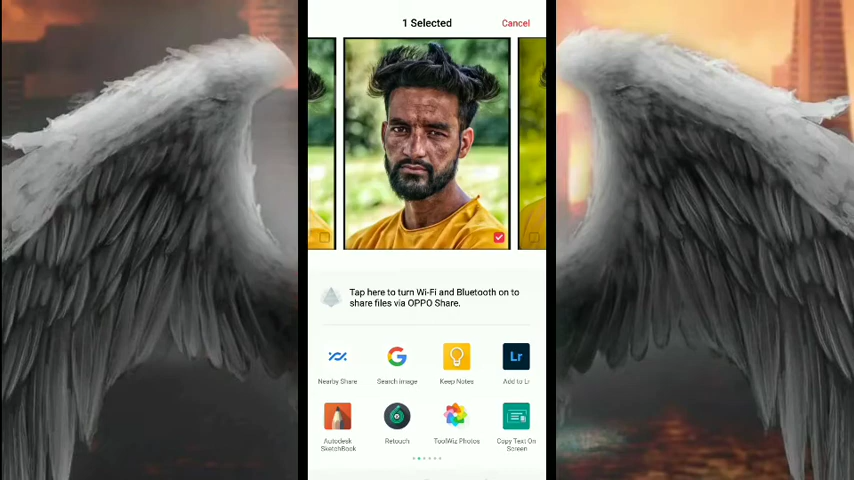 1 Selected
Cancel
Tap here to turn Wi-Fi and Bluetooth on to
share files via OPPO Share.
Nearby Share
Search image
Keep Notes
Add to Lr
Autodesk
SketchBook
Retouch
ToolWiz Photos
Copy Text On
Screen
Lr